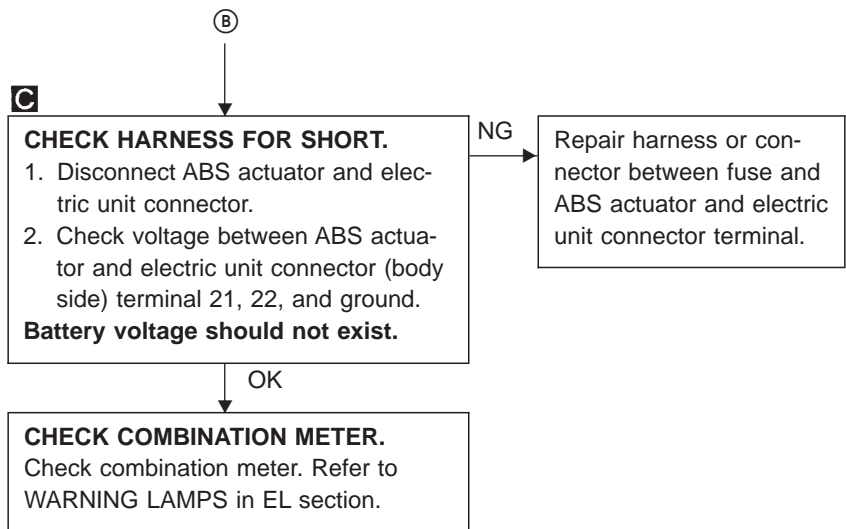 B
C
CHECK HARNESS FOR SHORT.
1. Disconnect ABS actuator and elec-
tric unit connector.
2. Check voltage between ABS actua-
tor and electric unit connector (body
side) terminal 21, 22, and ground.
Battery voltage should not exist.
NG
Repair harness or con-
nector between fuse and
ABS actuator and electric
unit connector terminal.
OK
CHECK COMBINATION METER.
Check combination meter. Refer to
WARNING LAMPS in EL section.